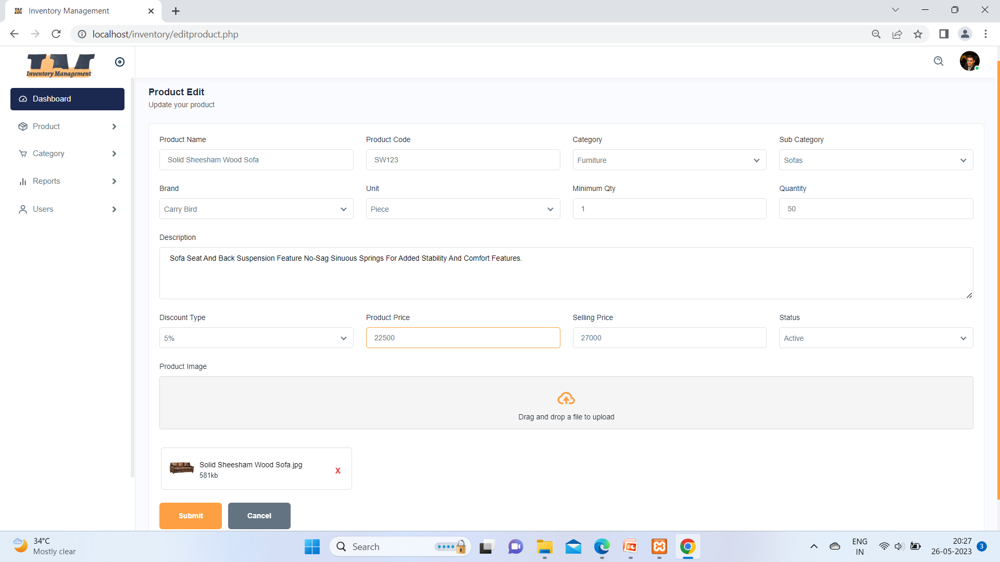 Inventory Management
localhost/inventory/editproduct.php
IM
Inventory Management
Dashboard
Product
Category
Reports
Users
Product Edit
Update your product
Product Name
Product Code
Category
Sub Category
Solid Sheesham Wood Sofa
SW123
Furniture
Sofas
Brand
Unit
Minimum Qty
Quantity
Carry Bird
Piece
1
50
Description
Sofa Seat And Back Suspension Feature No-Sag Sinuous Springs For Added Stability And Comfort Features.
Discount Type
Product Price
Selling Price
Status
5%
22500
27000
Active
Product Image
Drag and drop a file to upload
Solid Sheesham Wood Sofa.jpg
581kb
X
Submit
Cancel
34°C
Mostly clear
Search
****
ENG
IN
20:27
26-05-2023
3